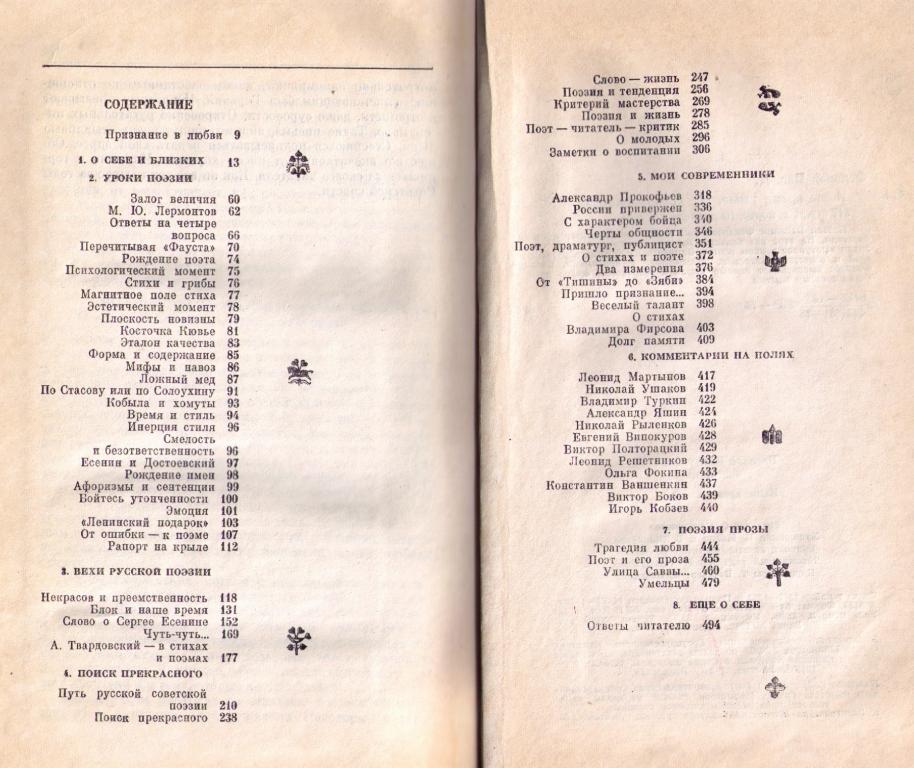 СОДЕРЖАНИЕ
Признание в любви 9
1. О СЕБЕ И БЛИЗКИХ 13
2. УРОКИ ПОЭЗИИ
Залог величия 60
М. Ю. Лермонтов 62
Ответы на четыре
вопроса 66
Перечитывая «Фауста» 70
Рождение поэта 74
Психологический момент 75
Стихи и грибы 76
Магнитное поле стиха 77
Эстетический момент 78
Плоскость новизны 79
Косточка Кювье 81
Эталон качества 83
Форма и содержание 85
Мифы и навоз 86
Ложный мед 87
По Стасову или по Солоухину 91
Кобыла и хомуты 93
Время и стиль 94
Инерция стиля 96
Смелость
и безответственность 96
Есенин и Достоевский 97
Рождение имен 98
Афоризмы и сентенции 99
Бойтесь утонченности 100
Эмоция 101
«Ленинский подарок» 103
От ошибки — к поэме 107
Рапорт на крыле 112
3. ВЕХИ РУССКОЙ ПОЭЗИИ
Некрасов и преемственность 118
Блок и наше время 131
Слово о Сергее Есенине 152
Чуть-чуть... 169
А. Твардовский — в стихах
и поэмах 177
4. ПОИСК ПРЕКРАСНОГО
Путь русской советской
поэзии 210
Поиск прекрасного 238
Слово — жизнь 247
Поэзия и тенденция 256
Критерий мастерства 269
Поэзия и жизнь 278
Поэт — читатель — критик 285
О молодых 296
Заметки о воспитании 306
5. МОИ СОВРЕМЕННИКИ
Александр Прокофьев 318
России привержен 336
С характером бойца 340
Черты общности 346
Поэт, драматург, публицист 351
О стихах и поэте 372
Два измерения 376
От «Тишины» до «Зяби» 384
Пришло признание... 394
Веселый талант 398
О стихах
Владимира Фирсова 403
Долг памяти 409
6. КОММЕНТАРИИ НА ПОЛЯХ
Леонид Мартынов 417
Николай Ушаков 419
Владимир Туркин 422
Александр Яшин 424
Николай Рыленков 426
Евгений Винокуров 428
Виктор Полторацкий 429
Леонид Решетников 432
Ольга Фокина 433
Константин Ваншенкин 437
Виктор Боков 439
Игорь Кобзев 440
7. ПОЭЗИЯ ПРОЗЫ
Трагедия любви 444
Поэт и его проза 455
Улица Саввы... 460
Умельцы 479
8. ЕЩЕ О СЕБЕ
Ответы читателю 494